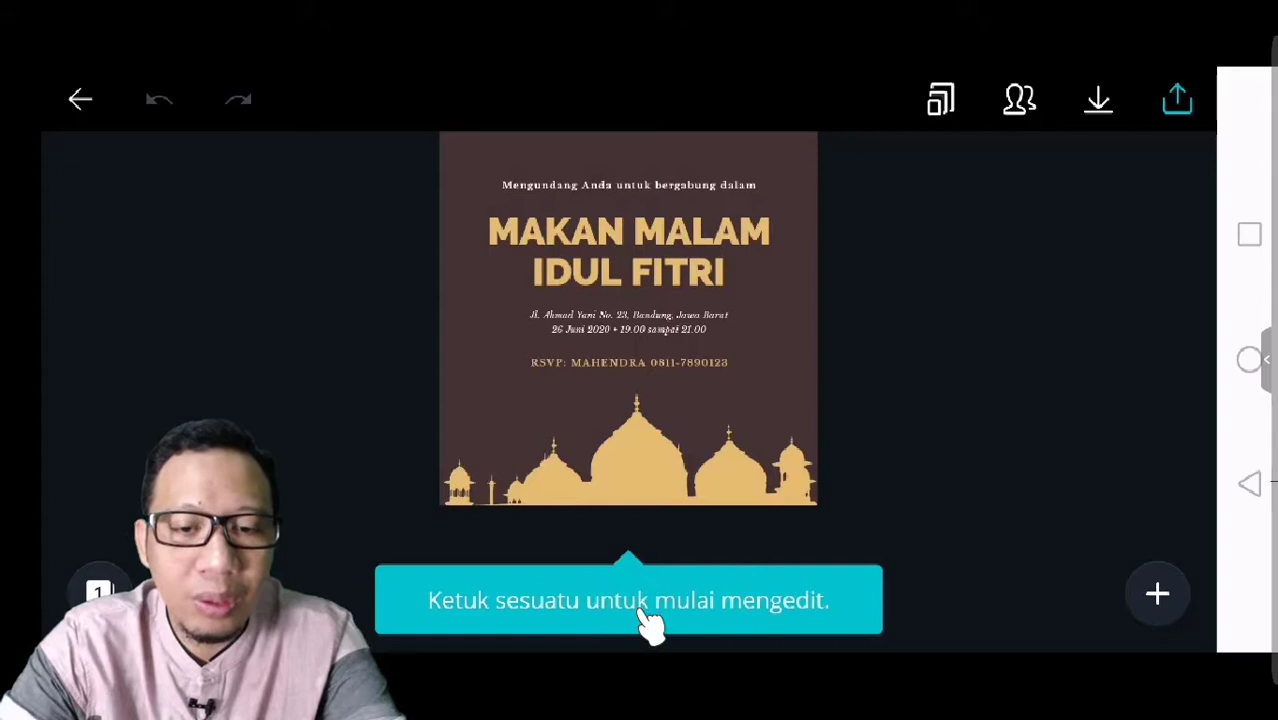 Mengundang Anda untuk bergabung dalam
MAKAN MALAM
IDUL FITRI
Jl. Ahmad Yani No. 23, Bandung, Jawa Barat
26 Juni 2020 • 19.00 sampai 21.00
RSVP: MAHENDRA 0811-7890123
1
Ketuk sesuatu untuk mulai mengedit.